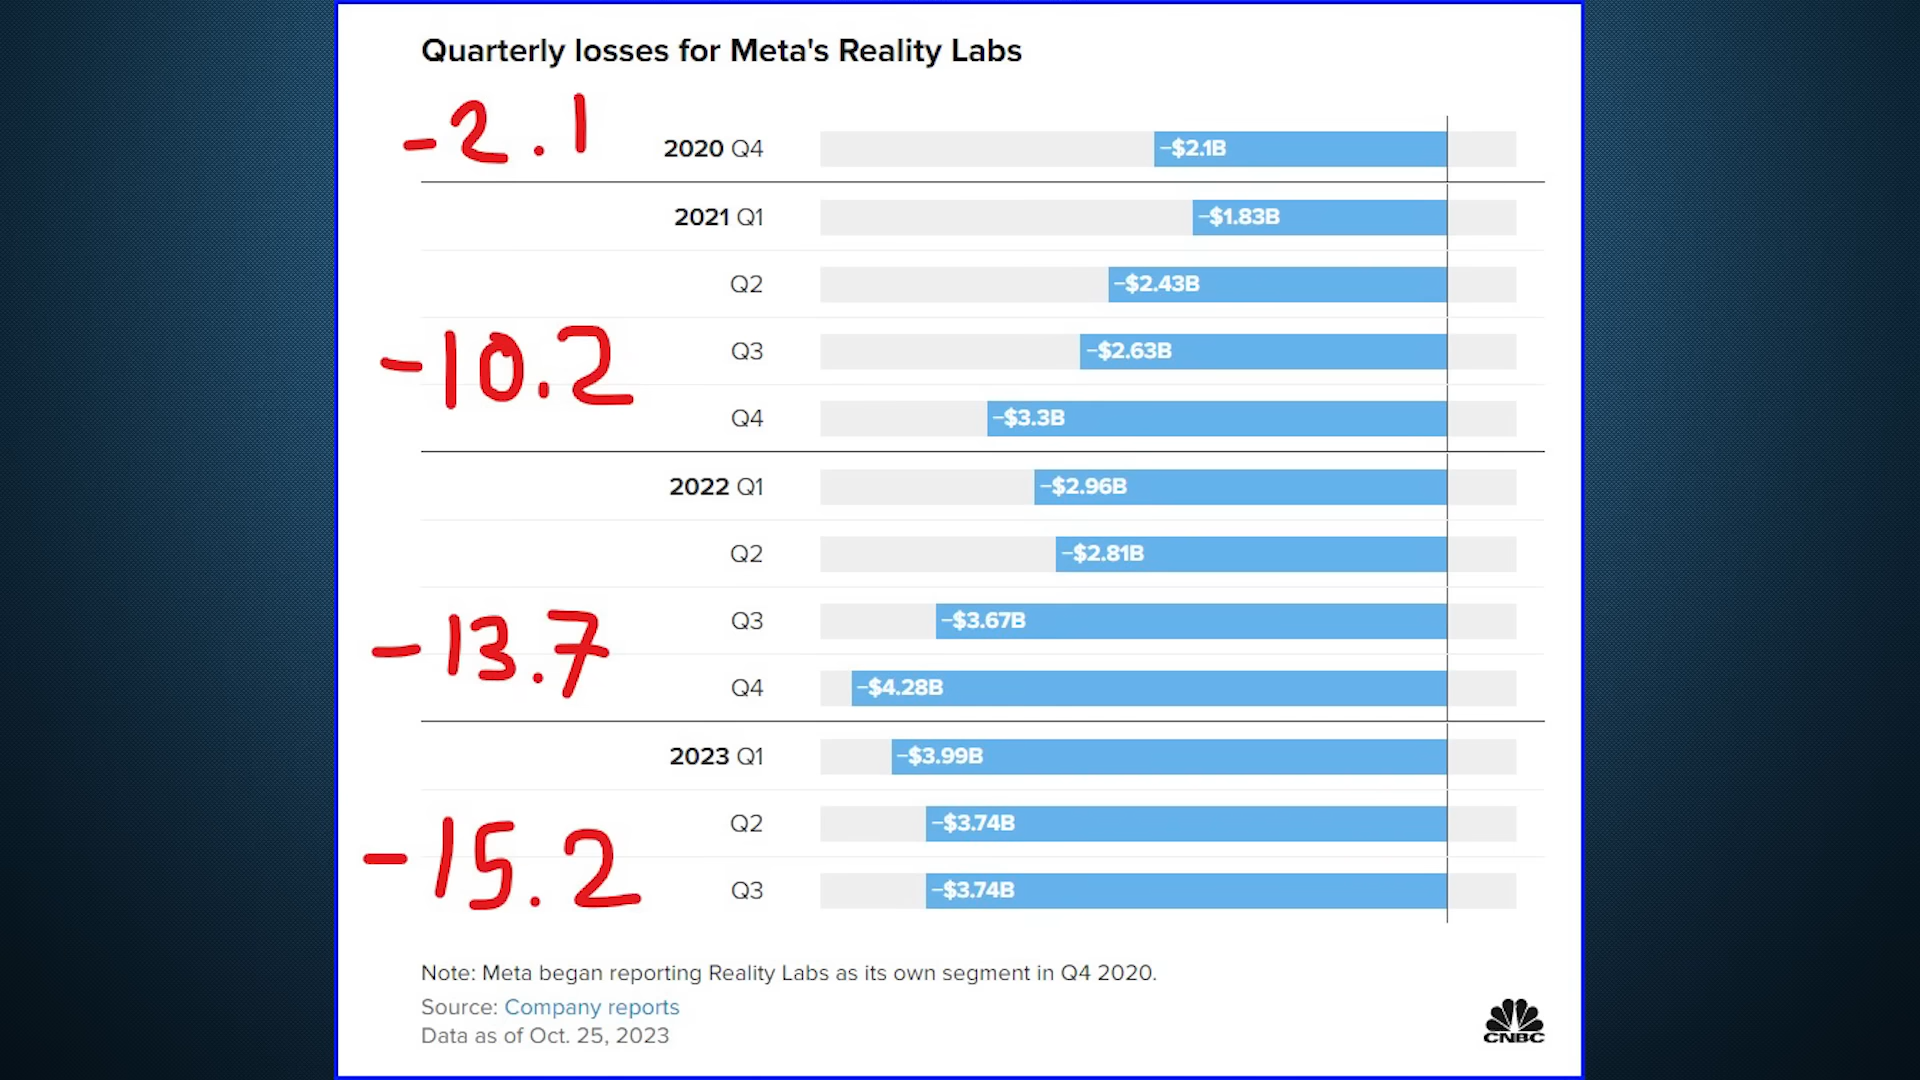 Quarterly losses for Meta's Reality Labs
-2.1
2020 Q4 –$2.1B
2021 Q1 –$1.83B
Q2 –$2.43B
-10.2
Q3 –$2.63B
Q4 –$3.3B
2022 Q1 –$2.96B
Q2 –$2.81B
-13.7
Q3 –$3.67B
Q4 –$4.28B
2023 Q1 –$3.99B
Q2 –$3.74B
-15.2
Q3 –$3.74B
Note: Meta began reporting Reality Labs as its own segment in Q4 2020.
Source: Company reports
Data as of Oct. 25, 2023
CNBC